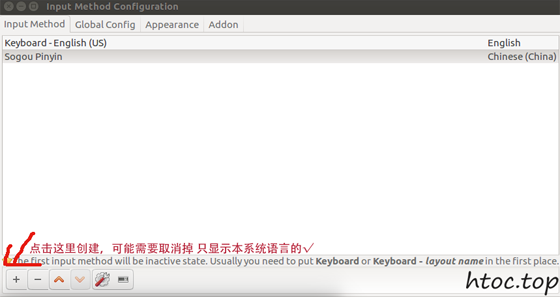 Input Method Configuration
Input Method Global Config Appearance Addon
Keyboard - English (US) English
Sogou Pinyin Chinese (China)
点击这里创建，可能需要取消掉 只显示本系统语言的✓
he first input method will be inactive state. Usually you need to put Keyboard or Keyboard - layout name in the first place.
htoc.top